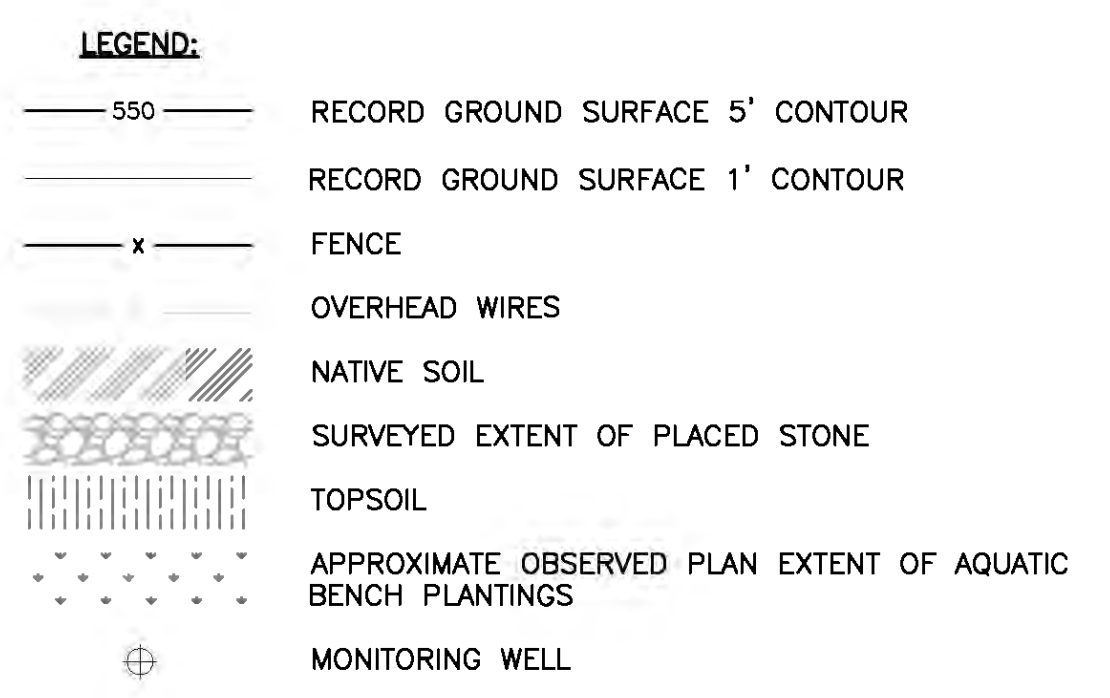 LEGEND:
550 RECORD GROUND SURFACE 5' CONTOUR
RECORD GROUND SURFACE 1' CONTOUR
x FENCE
OVERHEAD WIRES
NATIVE SOIL
SURVEYED EXTENT OF PLACED STONE
TOPSOIL
APPROXIMATE OBSERVED PLAN EXTENT OF AQUATIC
BENCH PLANTINGS
MONITORING WELL